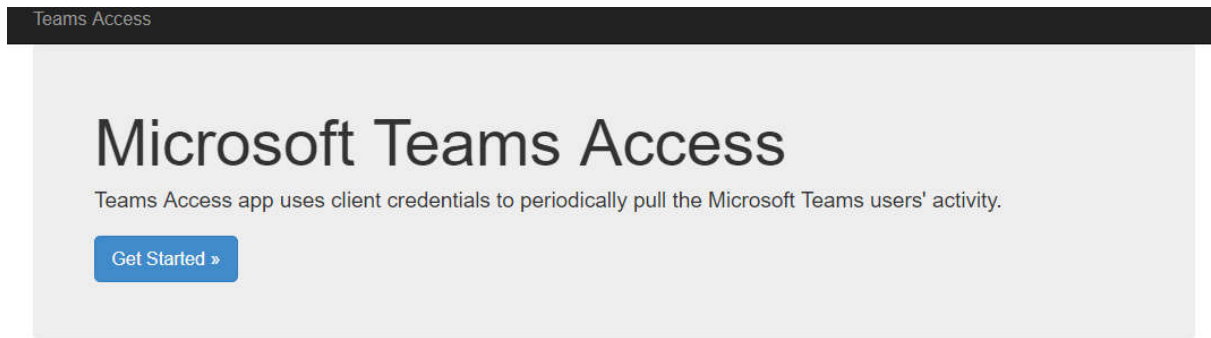 Teams Access
Microsoft Teams Access
Teams Access app uses client credentials to periodically pull the Microsoft Teams users' activity.
Get Started »